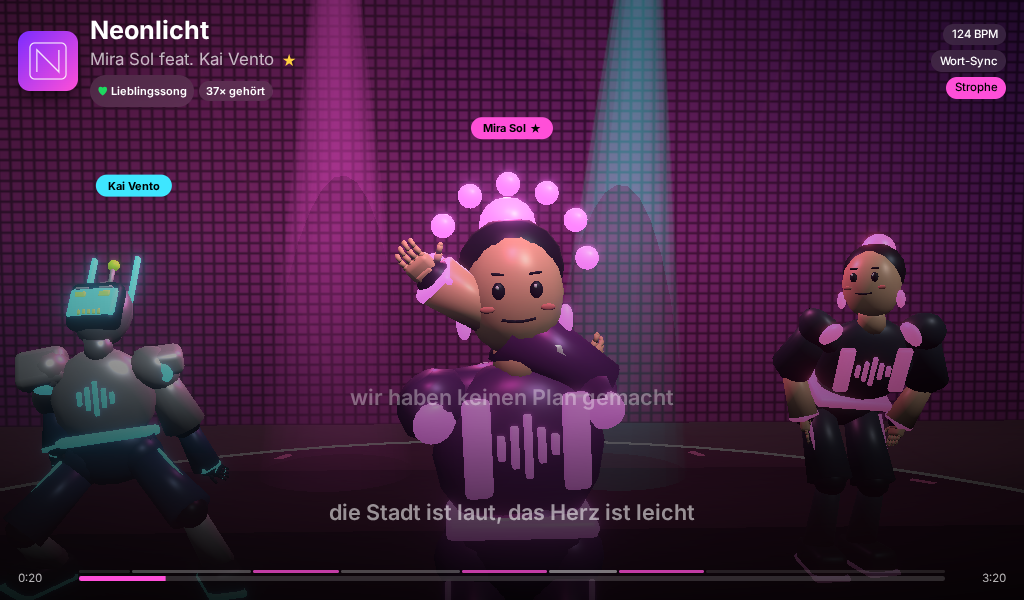 Neonlicht
Mira Sol feat. Kai Vento ★
Lieblingssong
37× gehört
124 BPM
Wort-Sync
Strophe
Mira Sol ★
Kai Vento
wir haben keinen Plan gemacht
die Stadt ist laut, das Herz ist leicht
0:20
3:20